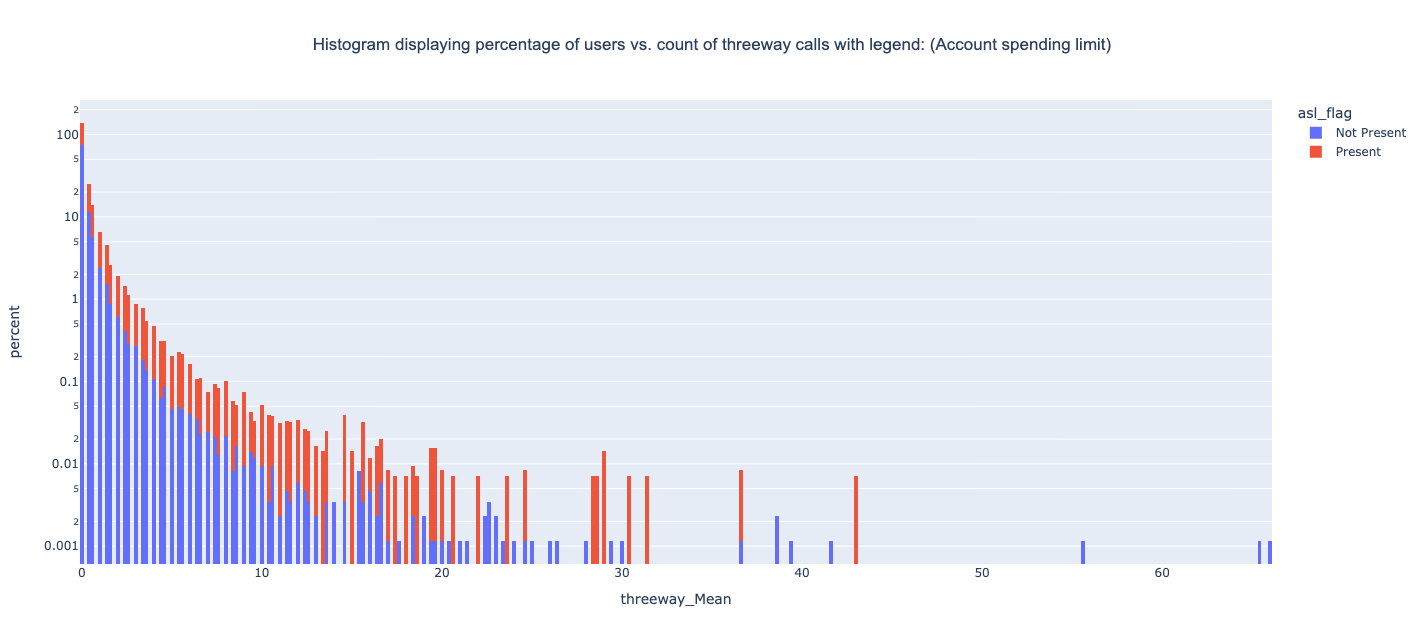 Histogram displaying percentage of users vs. count of threeway calls with legend: (Account spending limit)
asl_flag
Not Present
Present
percent
2
100
5
2
10
5
2
1
5
2
0.1
5
2
0.01
5
2
0.001
0 10 20 30 40 50 60
threeway_Mean